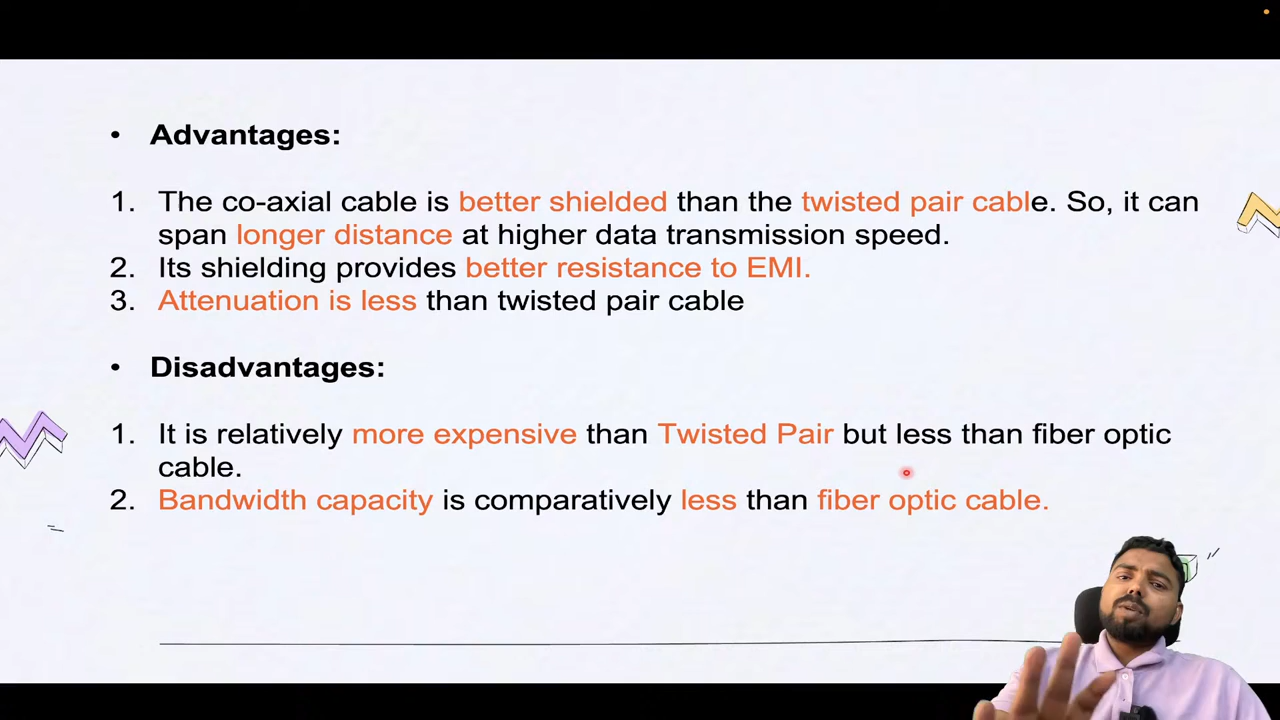 • Advantages:
1. The co-axial cable is better shielded than the twisted pair cable. So, it can
span longer distance at higher data transmission speed.
2. Its shielding provides better resistance to EMI.
3. Attenuation is less than twisted pair cable
• Disadvantages:
1. It is relatively more expensive than Twisted Pair but less than fiber optic
cable.
2. Bandwidth capacity is comparatively less than fiber optic cable.